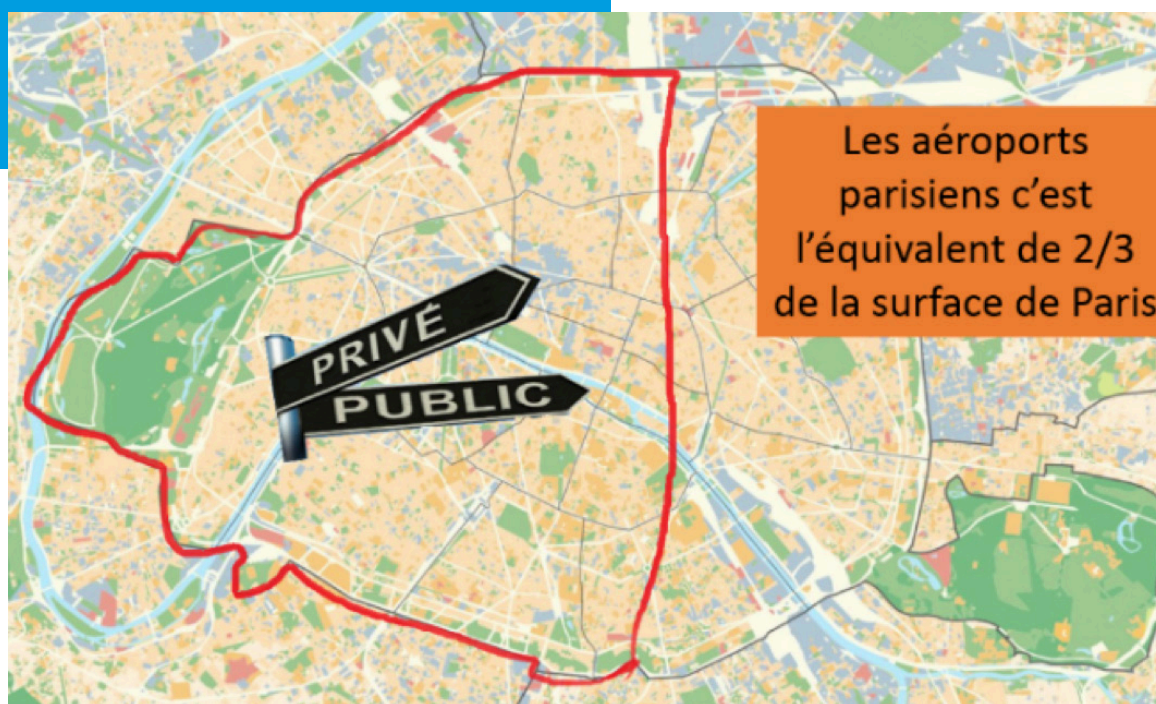 Les aéroports
parisiens c'est
l'équivalent de 2/3
de la surface de Paris
PRIVÉ
PUBLIC